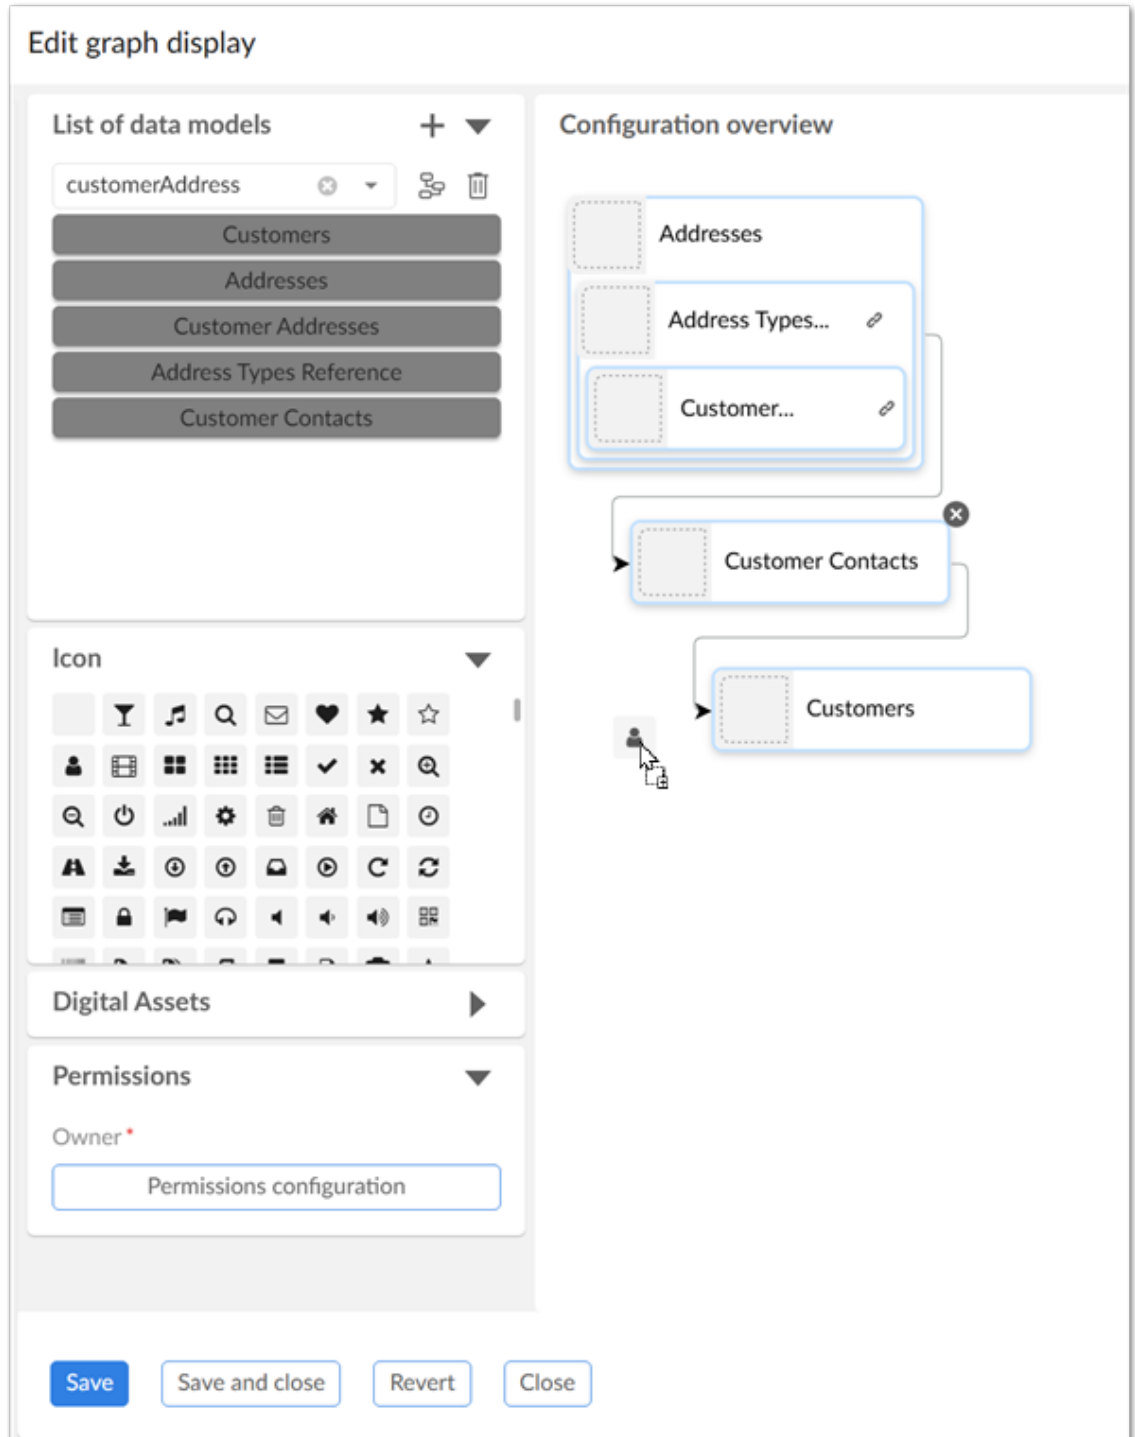 Edit graph display
List of data models
customerAddress
Customers
Addresses
Customer Addresses
Address Types Reference
Customer Contacts
Icon
Digital Assets
Permissions
Owner *
Permissions configuration
Configuration overview
Addresses
Address Types...
Customer...
Customer Contacts
Customers
Save
Save and close
Revert
Close